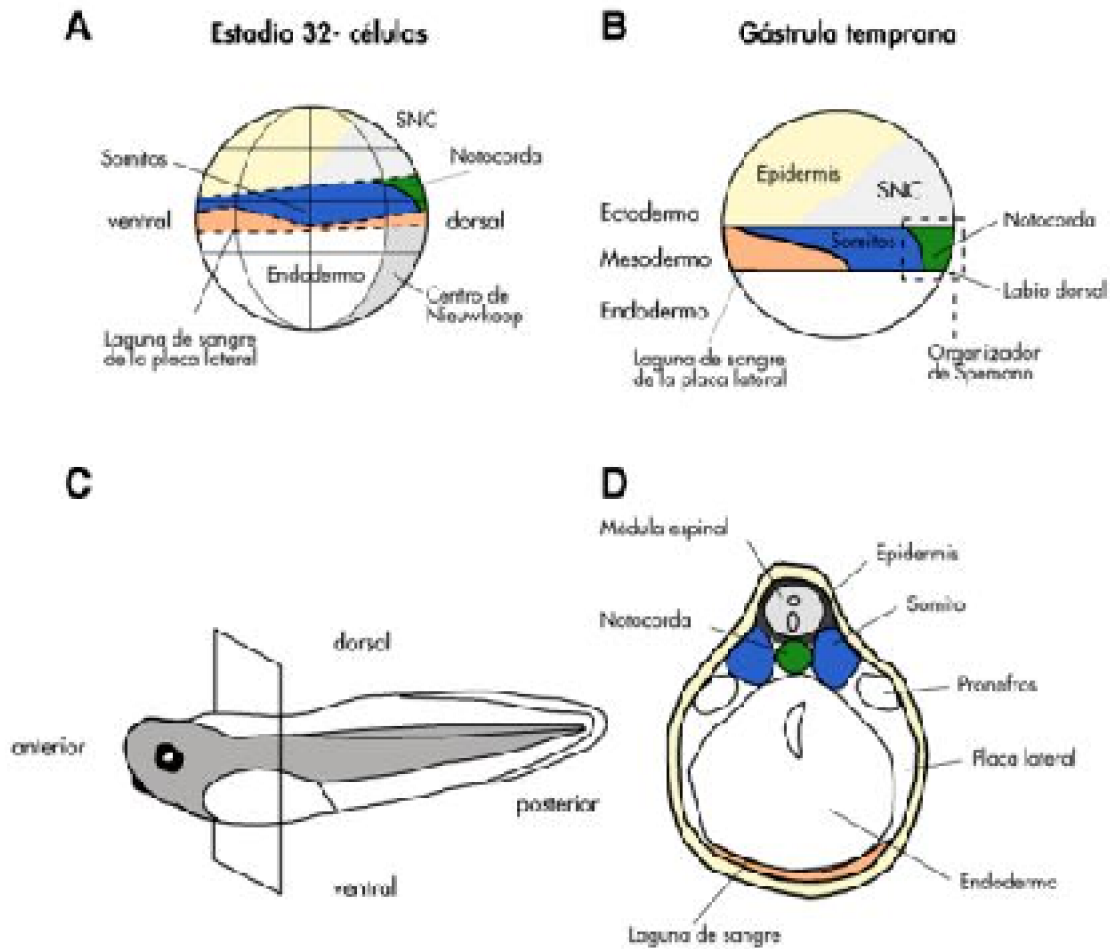 A
Estadio 32- células
SNC
Somitos
Notocorda
ventral
dorsal
Endodermo
Centro de
Nieuwkoop
Laguna de sangre
de la placa lateral
B
Gástrula temprana
Epidermis
SNC
Ectodermo
Notocorda
Somitos
Mesodermo
Labio dorsal
Endodermo
Laguna de sangre
de la placa lateral
Organizador
de Spemann
C
dorsal
anterior
posterior
ventral
D
Médula espinal
Epidermis
Somito
Notocorda
Pronefros
Placa lateral
Endodermo
Laguna de sangre